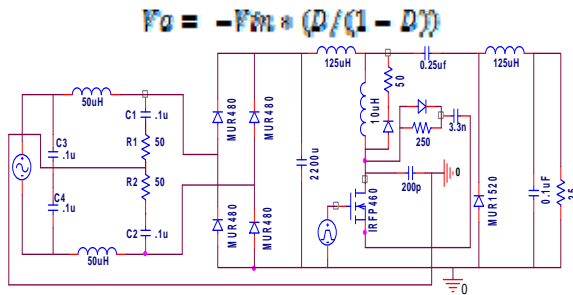 Vo = -Vin * (D/(1 - D))
125uH
0.25uf
125uH
50uH
C1 .1u
MUR480
MUR480
10uH
50
250
3.3n
C3
.1u
R1 50
2200u
R2 50
200p
0
C4
.1u
IRFP460
MUR1520
0.1uF
25
C2 .1u
MUR480
MUR480
50uH
0